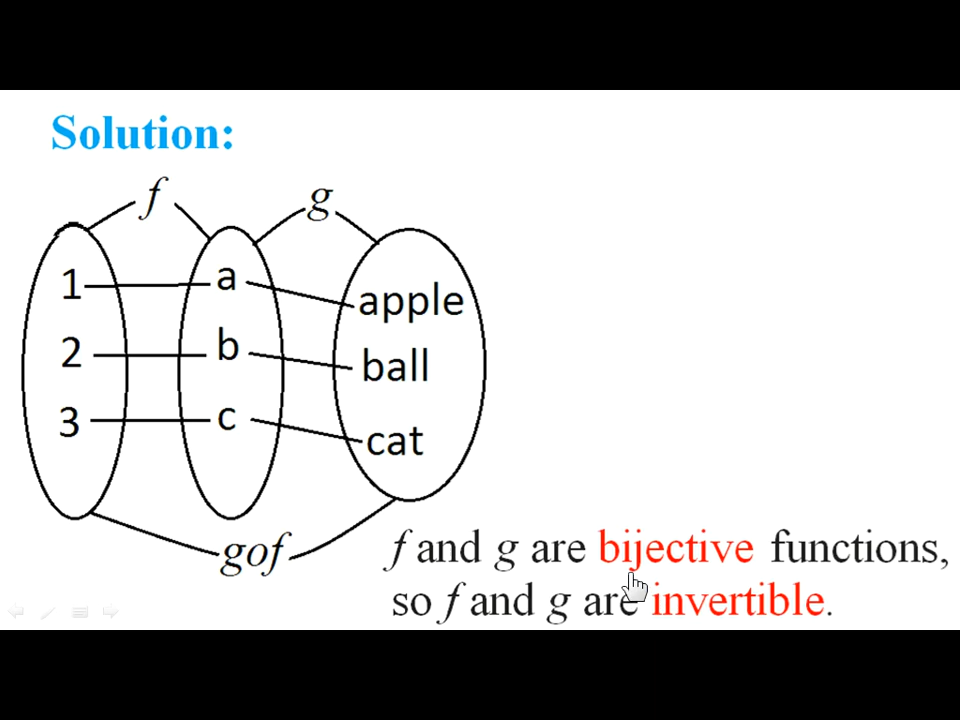 Solution:
f g
1 a apple
2 b ball
3 c cat
gof
f and g are bijective functions,
so f and g are invertible.